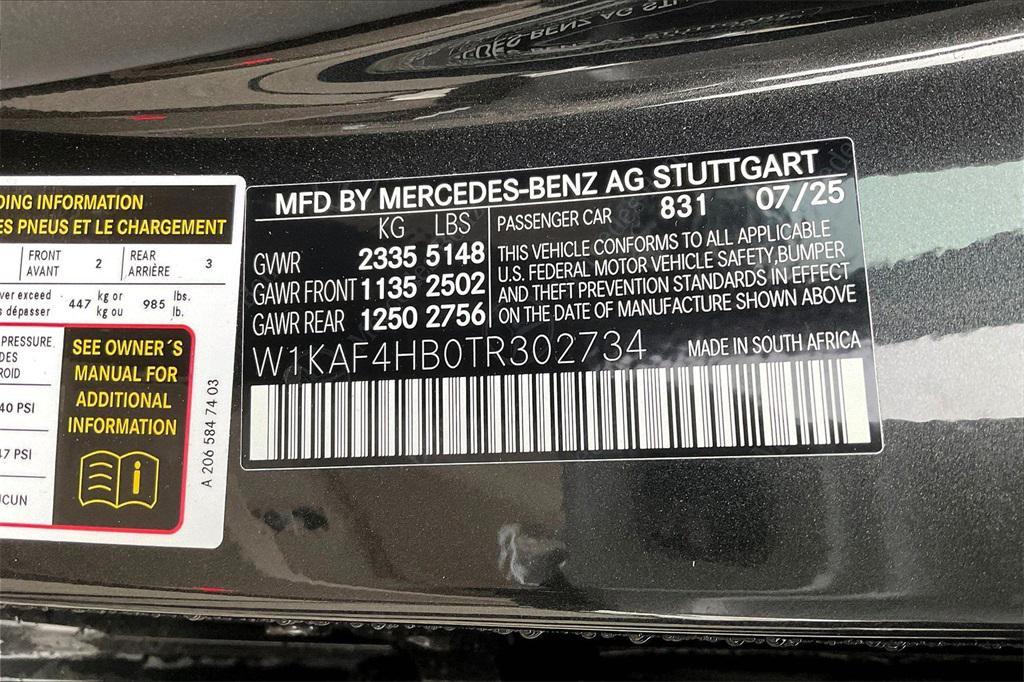 DING INFORMATION
ES PNEUS ET LE CHARGEMENT
FRONT
AVANT
2
REAR
ARRIÈRE
3
ver exceed
s dépasser
447
kg or
kg ou
985
lbs.
lb.
PRESSURE
DES
ROID
40 PSI
47 PSI
CUN
SEE OWNER´S
MANUAL FOR
ADDITIONAL
INFORMATION
A 206 584 74 03
MFD BY MERCEDES-BENZ AG STUTTGART
KG LBS
GVWR 2335 5148
GAWR FRONT 1135 2502
GAWR REAR 1250 2756
PASSENGER CAR 831 07/25
THIS VEHICLE CONFORMS TO ALL APPLICABLE
U.S. FEDERAL MOTOR VEHICLE SAFETY,BUMPER
AND THEFT PREVENTION STANDARDS IN EFFECT
ON THE DATE OF MANUFACTURE SHOWN ABOVE
W1KAF4HB0TR302734
MADE IN SOUTH AFRICA